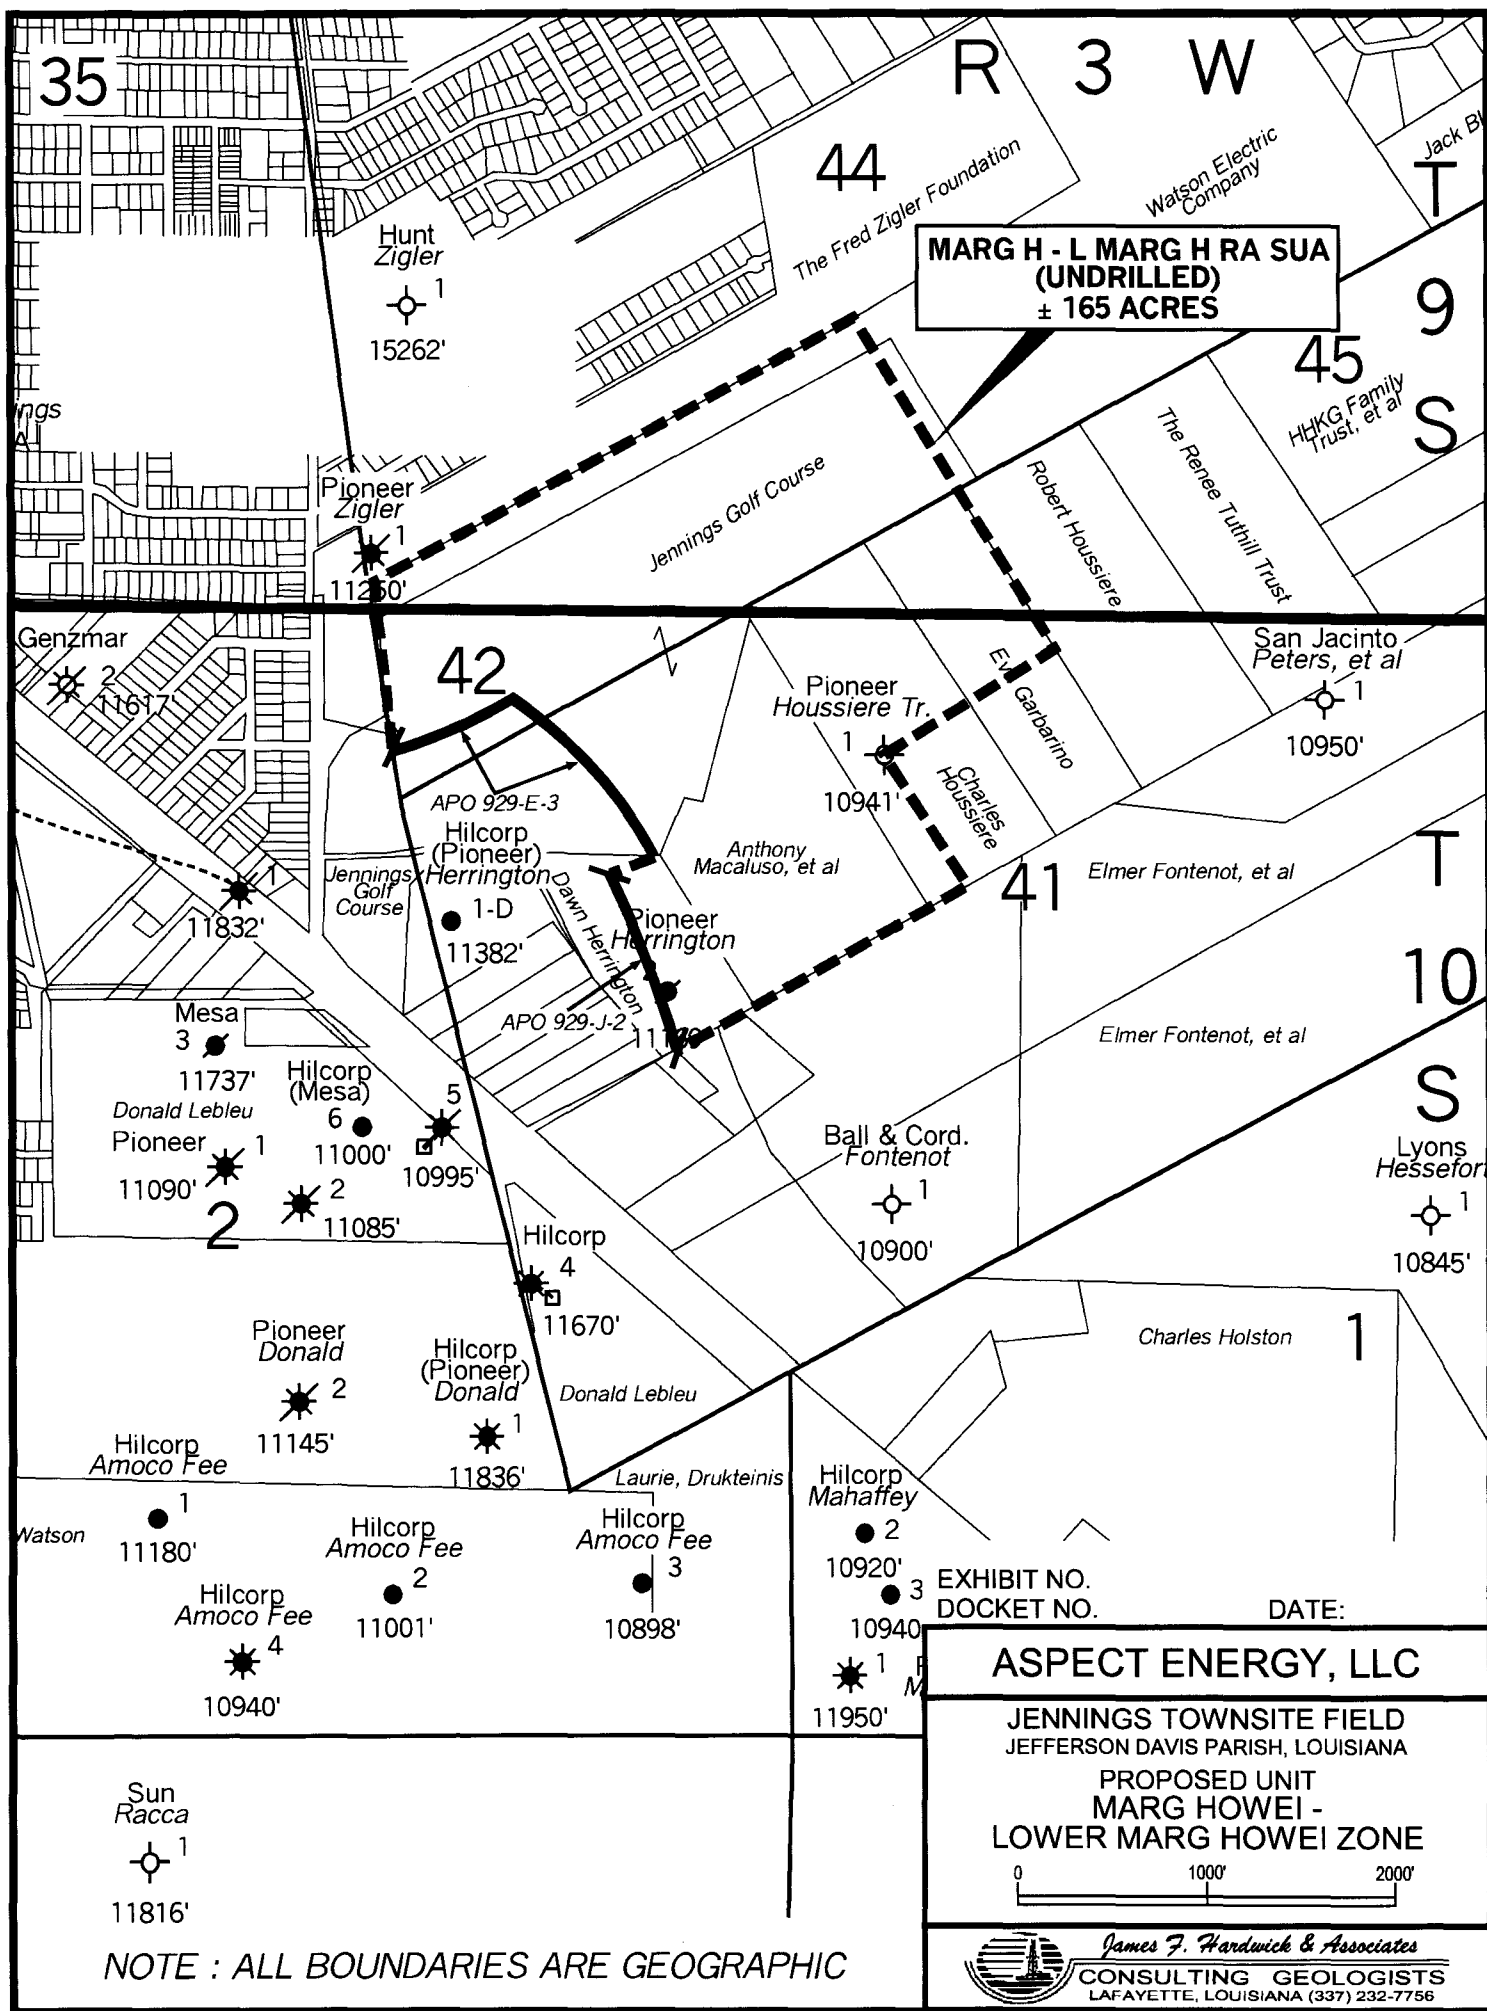 35
R 3 W
44
The Fred Zigler Foundation
Watson Electric
Company
T
Hunt
Zigler
1
15262'
MARG H - L MARG H RA SUA
(UNDRILLED)
± 165 ACRES
9
45
HHKG Family
Trust, et al
S
Jennings Golf Course
Robert Houssiere
The Renee Tuthill Trust
Pioneer
Zigler
1
11250'
Genzmar
2
11617'
42
Pioneer
Houssiere Tr.
1
10941'
Garbarino
Charles
Houssiere
San Jacinto
Peters, et al
1
10950'
APO 929-E-3
Hilcorp
(Pioneer)
Herrington
1-D
11382'
Jennings
Golf
Course
Dawn Herrington
Anthony
Macaluso, et al
41
Elmer Fontenot, et al
T
1
11832'
Pioneer
Herrington
2
APO 929-J-2
10
Elmer Fontenot, et al
S
Mesa
3
11737'
Donald Lebleu
Hilcorp
(Mesa)
6
11000'
5
10995'
Pioneer
1
11090'
2
11085'
2
Ball & Cord.
Fontenot
1
10900'
Lyons
1
10845'
Hilcorp
4
11670'
Charles Holston
1
Pioneer
Donald
2
11145'
Hilcorp
(Pioneer)
Donald
1
11836'
Donald Lebleu
Laurie, Drukteinis
Hilcorp
Amoco Fee
1
11180'
Watson
Hilcorp
Amoco Fee
2
11001'
Hilcorp
Amoco Fee
3
10898'
Hilcorp
Mahaffey
2
10920'
3
10940
1
11950'
Hilcorp
Amoco Fee
4
10940'
EXHIBIT NO.
DOCKET NO. DATE:
ASPECT ENERGY, LLC
JENNINGS TOWNSITE FIELD
JEFFERSON DAVIS PARISH, LOUISIANA
PROPOSED UNIT
MARG HOWEI -
LOWER MARG HOWEI ZONE
0 1000' 2000'
Sun
Racca
1
11816'
NOTE : ALL BOUNDARIES ARE GEOGRAPHIC
James F. Hardwick & Associates
CONSULTING GEOLOGISTS
LAFAYETTE, LOUISIANA (337) 232-7756